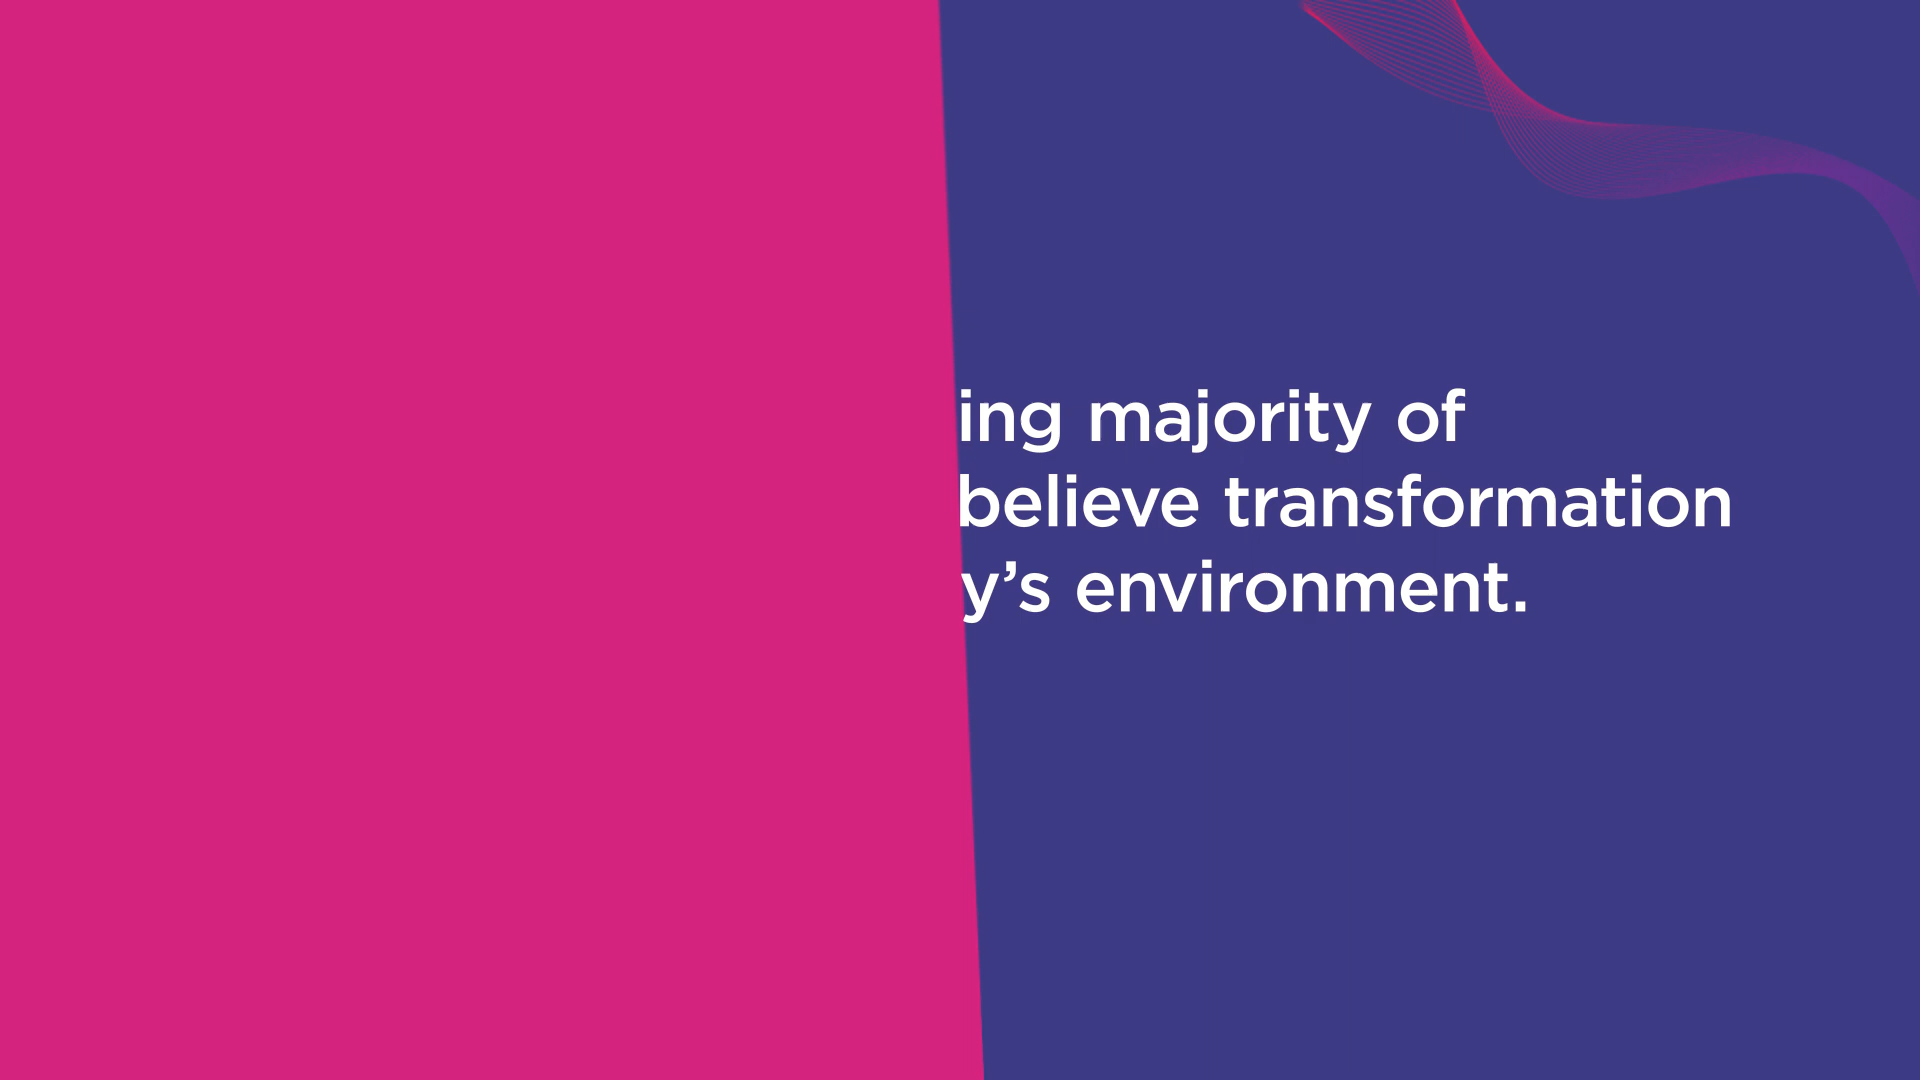 ing majority of
believe transformation
y’s environment.